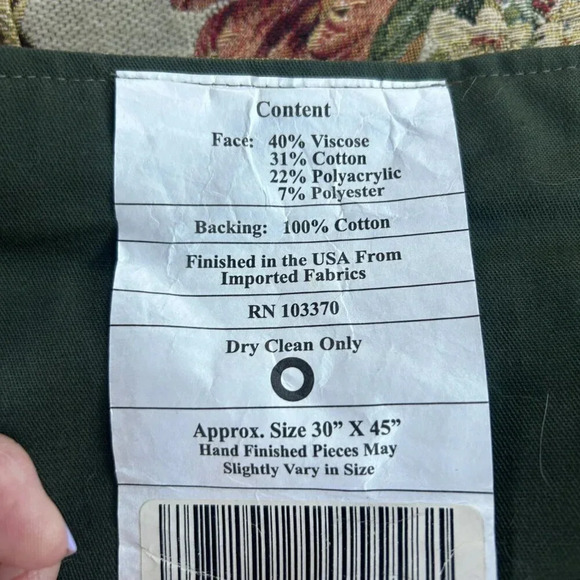 Content
Face: 40% Viscose
31% Cotton
22% Polyacrylic
7% Polyester
Backing: 100% Cotton
Finished in the USA From
Imported Fabrics
RN 103370
Dry Clean Only
Approx. Size 30” X 45”
Hand Finished Pieces May
Slightly Vary in Size